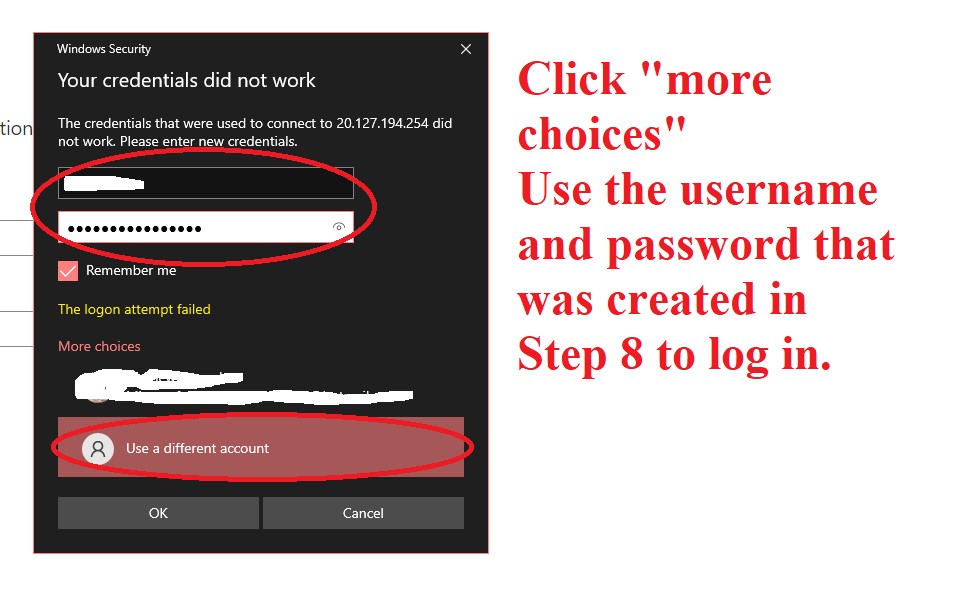 Windows Security
Your credentials did not work
The credentials that were used to connect to 20.127.194.254 did
not work. Please enter new credentials.
••••••••••••••••
Remember me
The logon attempt failed
More choices
Use a different account
OK
Cancel
tion
Click "more
choices"
Use the username
and password that
was created in
Step 8 to log in.